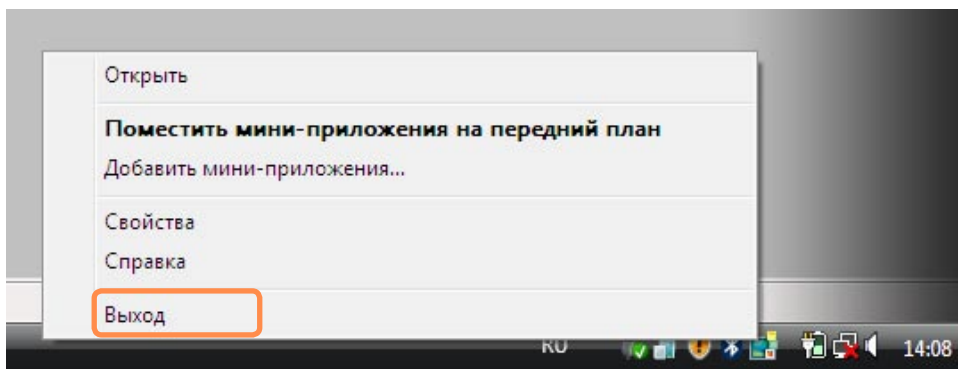 Открыть
Поместить мини-приложения на передний план
Добавить мини-приложения...
Свойства
Справка
Выход
RU 14:08